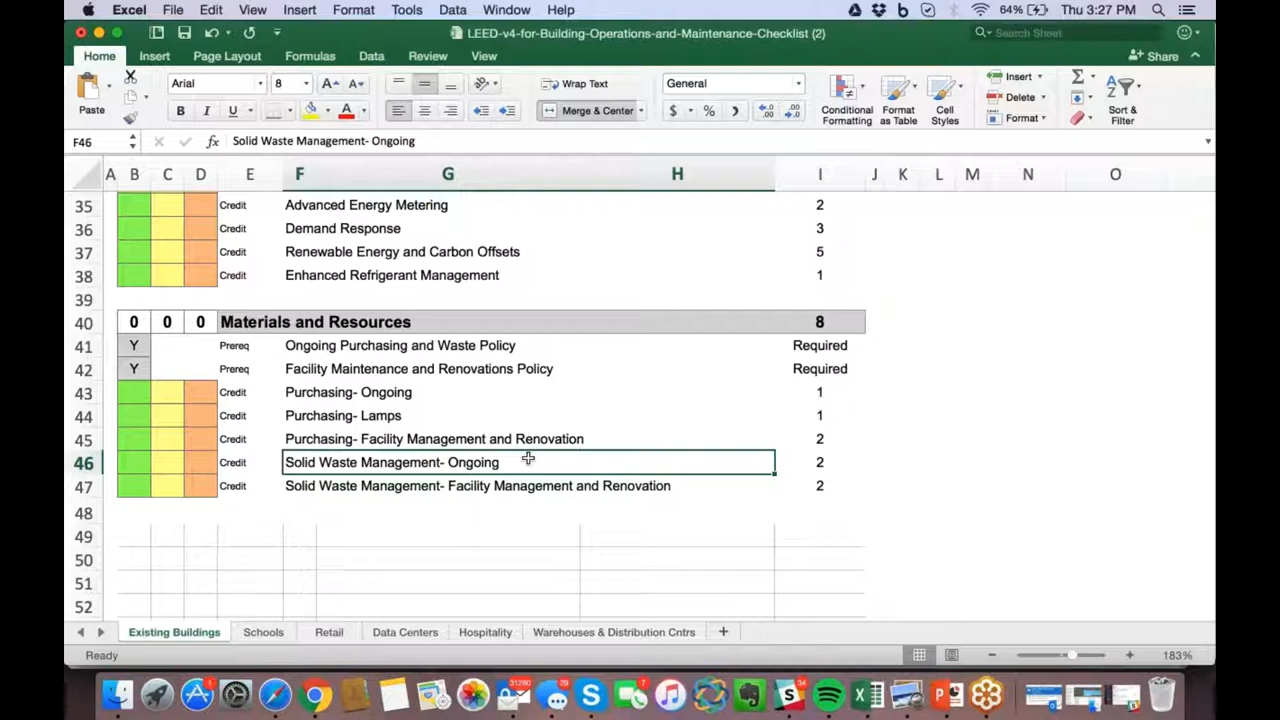 Excel File Edit View Insert Format Tools Data Window Help 64% Thu 3:27 PM
LEED-v4-for-Building-Operations-and-Maintenance-Checklist (2) Search Sheet
Home Insert Page Layout Formulas Data Review View Share
Paste Arial 8 A A Wrap Text General Conditional Formatting Format as Table Cell Styles Insert Delete Format Sort & Filter
B I U A Merge & Center $ %
F46 fx Solid Waste Management- Ongoing
A B C D E F G H I J K L M N O
35 Credit Advanced Energy Metering 2
36 Credit Demand Response 3
37 Credit Renewable Energy and Carbon Offsets 5
38 Credit Enhanced Refrigerant Management 1
39
40 0 0 0 Materials and Resources 8
41 Y Prereq Ongoing Purchasing and Waste Policy Required
42 Y Prereq Facility Maintenance and Renovations Policy Required
43 Credit Purchasing- Ongoing 1
44 Credit Purchasing- Lamps 1
45 Credit Purchasing- Facility Management and Renovation 2
46 Credit Solid Waste Management- Ongoing 2
47 Credit Solid Waste Management- Facility Management and Renovation 2
48
49
50
51
52
Existing Buildings Schools Retail Data Centers Hospitality Warehouses & Distribution Cntrs +
Ready 183%